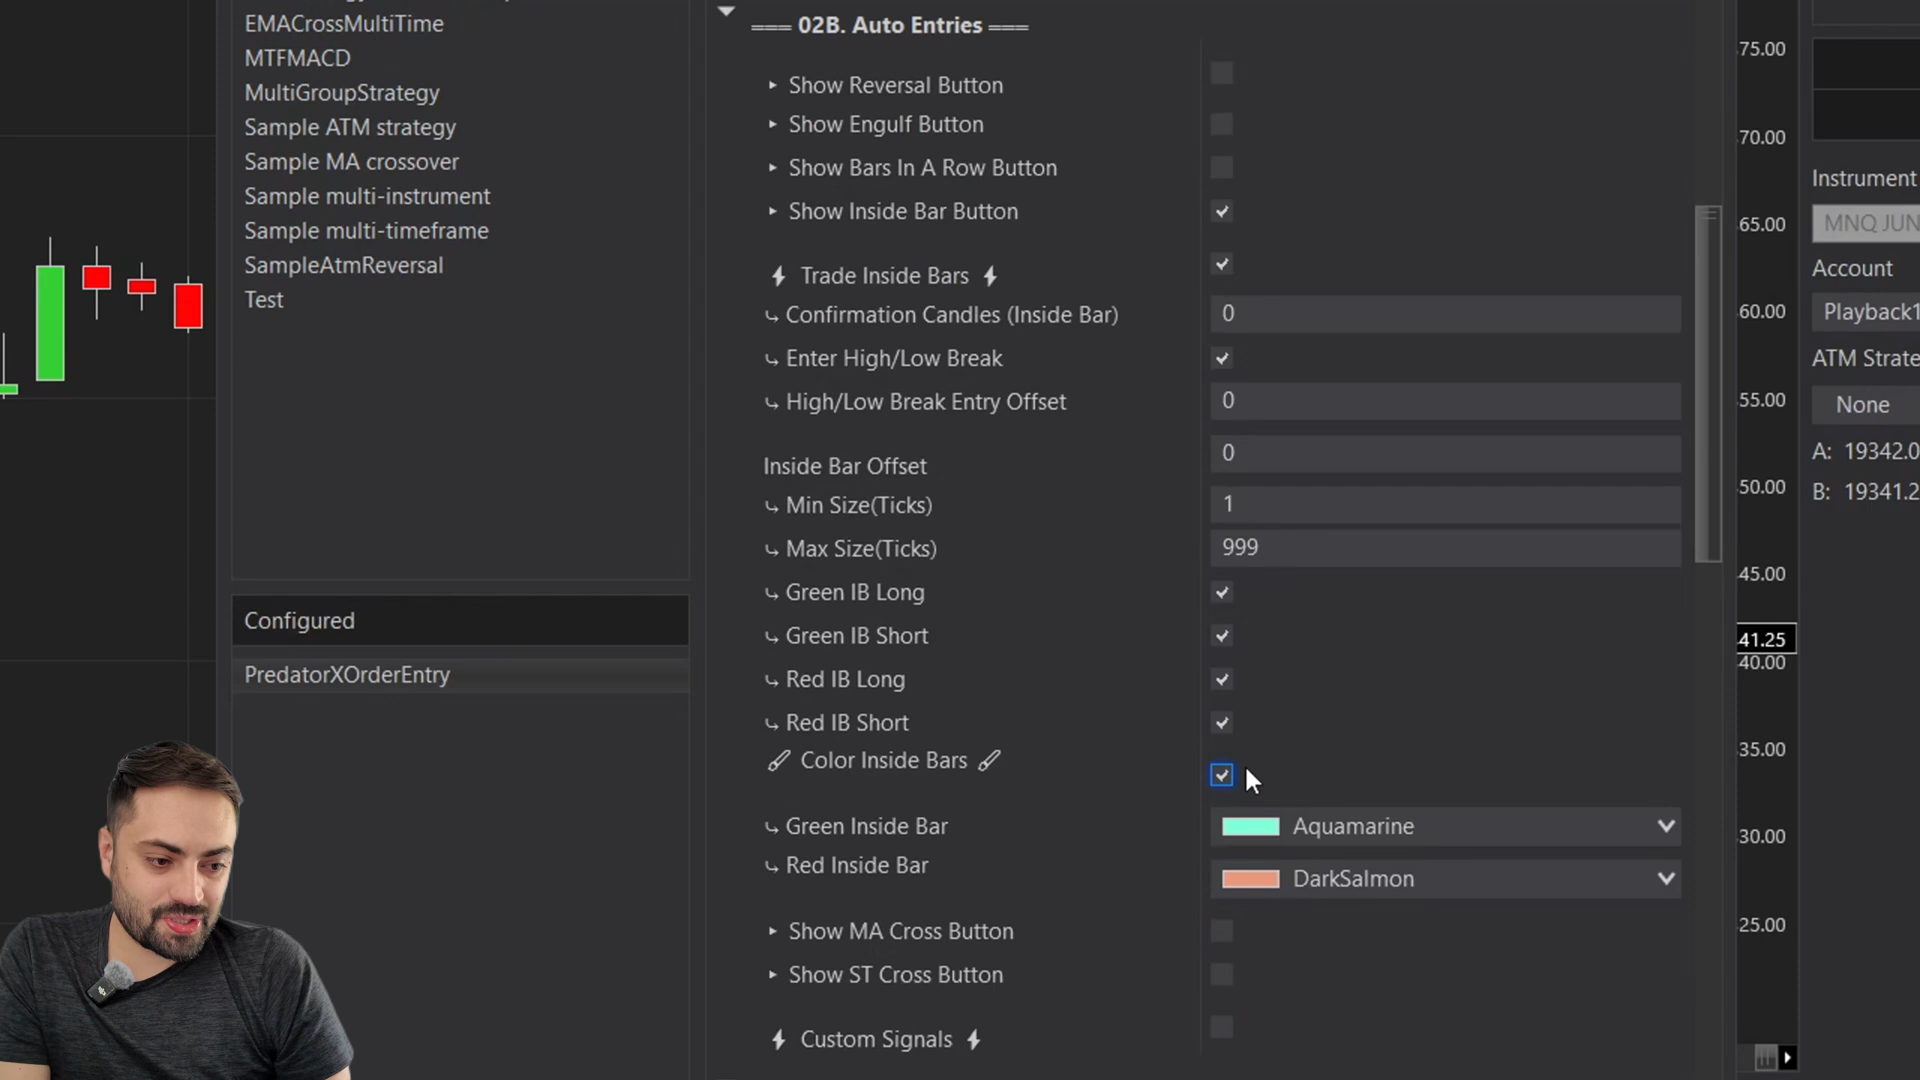 EMACrossMultiTime
MTFMACD
MultiGroupStrategy
Sample ATM strategy
Sample MA crossover
Sample multi-instrument
Sample multi-timeframe
SampleAtmReversal
Test
Configured
PredatorXOrderEntry
=== 02B. Auto Entries ===
Show Reversal Button
Show Engulf Button
Show Bars In A Row Button
Show Inside Bar Button
Trade Inside Bars
Confirmation Candles (Inside Bar) 0
Enter High/Low Break
High/Low Break Entry Offset 0
Inside Bar Offset 0
Min Size(Ticks) 1
Max Size(Ticks) 999
Green IB Long
Green IB Short
Red IB Long
Red IB Short
Color Inside Bars
Green Inside Bar Aquamarine
Red Inside Bar DarkSalmon
Show MA Cross Button
Show ST Cross Button
Custom Signals
75.00
70.00
65.00
60.00
55.00
50.00
45.00
41.25
40.00
35.00
30.00
25.00
Instrument
MNQ JUN
Account
Playback1
ATM Strate
None
A: 19342.0
B: 19341.2